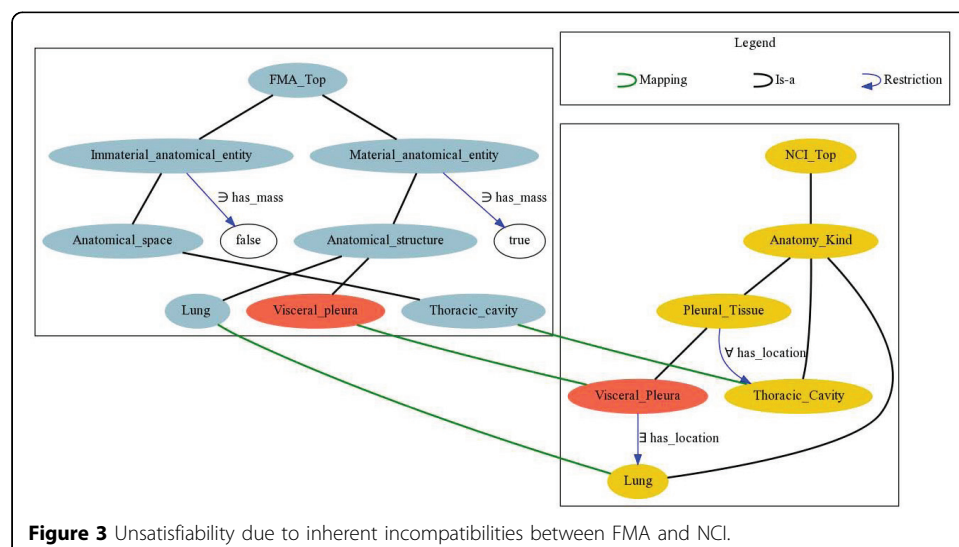 Legend
Mapping
Is-a
Restriction
FMA_Top
Immaterial_anatomical_entity
Material_anatomical_entity
∋ has_mass
∋ has_mass
Anatomical_space
false
Anatomical_structure
true
Lung
Visceral_pleura
Thoracic_cavity
NCI_Top
Anatomy_Kind
Pleural_Tissue
∀ has_location
Visceral_Pleura
Thoracic_Cavity
∃ has_location
Lung
Figure 3 Unsatisfiability due to inherent incompatibilities between FMA and NCI.